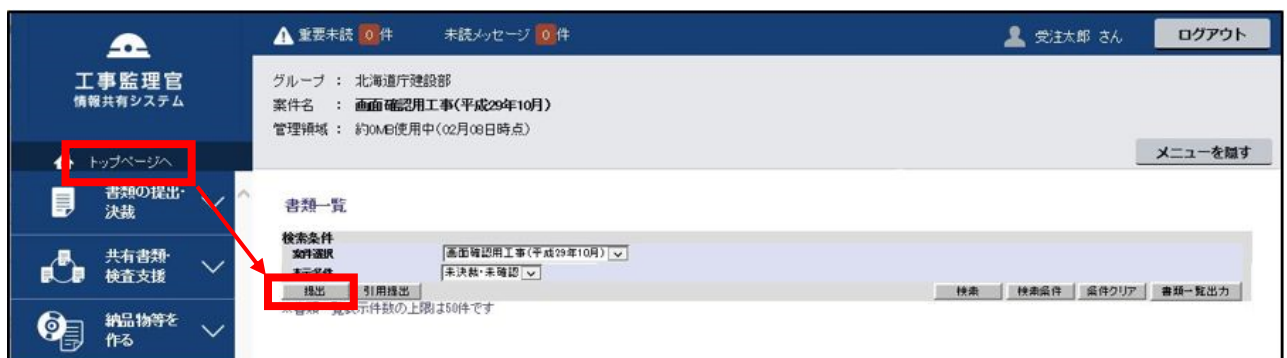 重要未読 0 件 未読メッセージ 0 件 受注太郎 さん ログアウト
工事監理官
情報共有システム
グループ : 北海道庁建設部
案件名 : 画面確認用工事(平成29年10月)
管理領域 : 約0MB使用中(02月08日時点)
メニューを隠す
トップページへ
書類の提出・
決裁
共有書類・
検査支援
納品物等を
作る
書類一覧
検索条件
案件選択 画面確認用工事(平成29年10月)
表示条件 未決裁・未確認
提出 引用提出 検索 検索条件 条件クリア 書類一覧出力
※書類一覧表示件数の上限は50件です